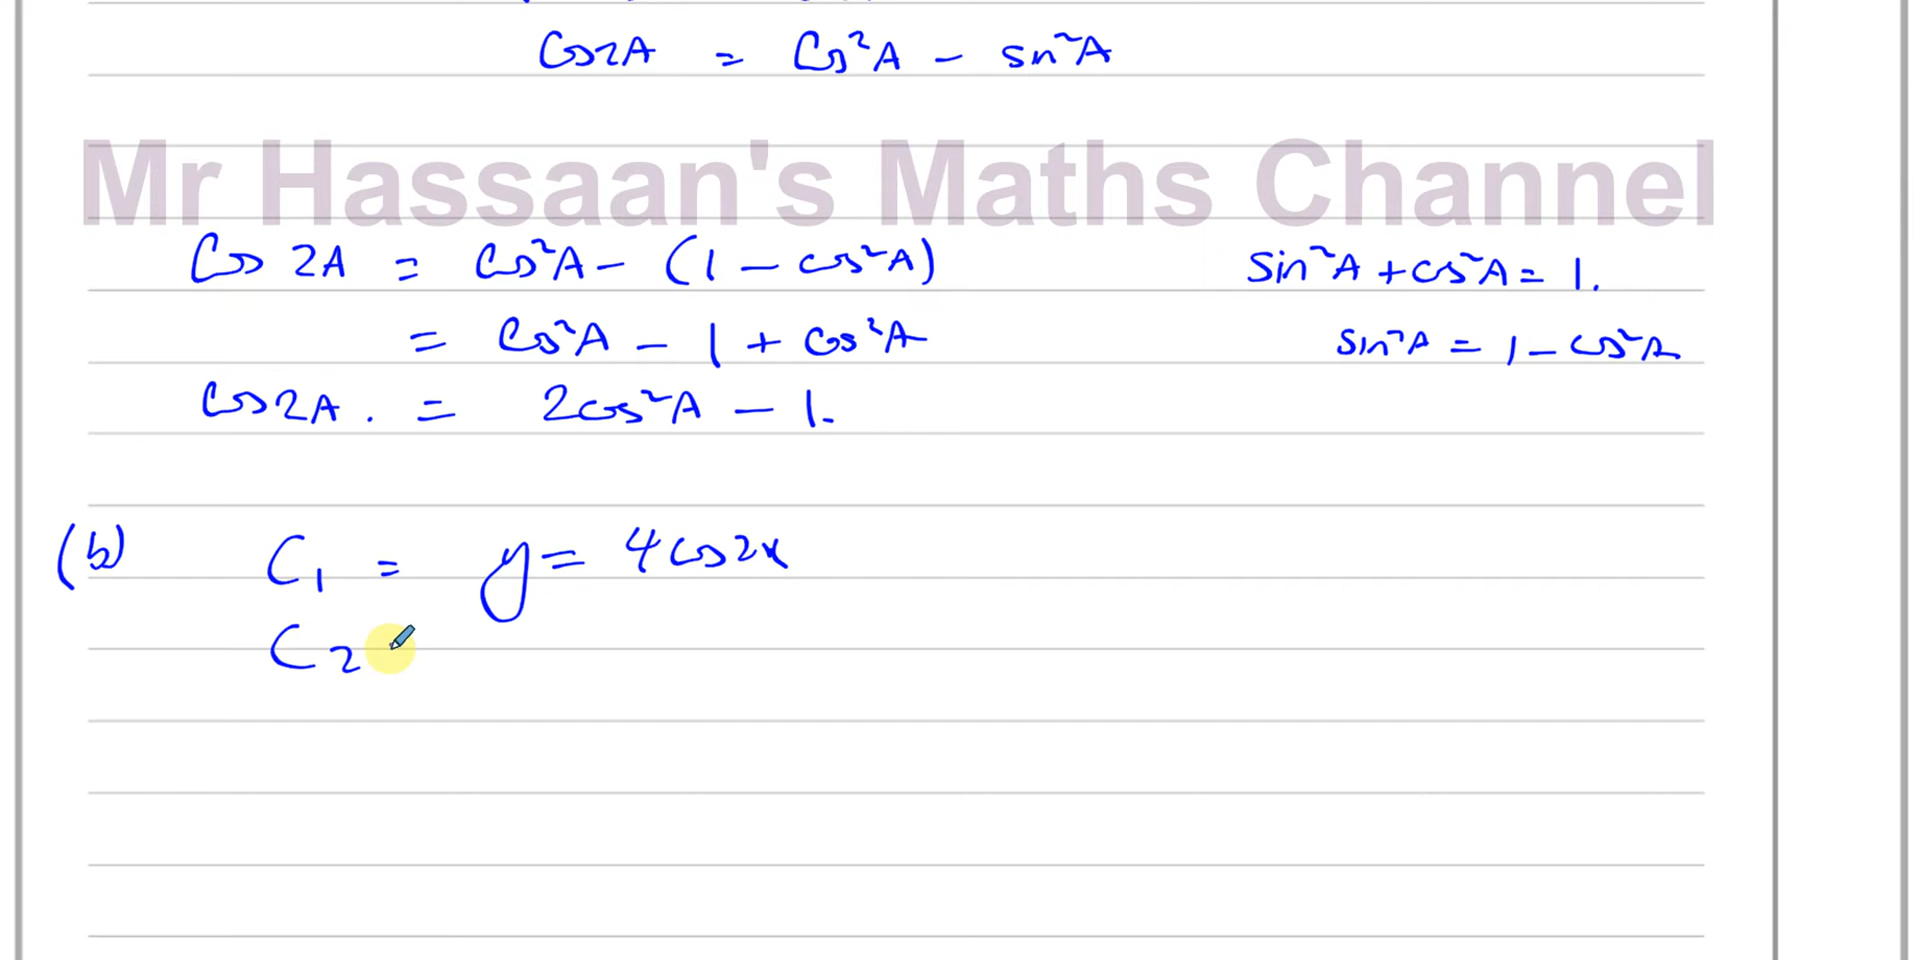 Cos2A = Cos²A - sin²A
Mr Hassaan's Maths Channel
Cos 2A = Cos²A - (1 - cos²A)
sin²A + cos²A = 1.
= Cos²A - 1 + cos²A
sin²A = 1 - cos²A
Cos2A . = 2cos²A - 1.
(b) C₁ = y = 4cos2x
C₂